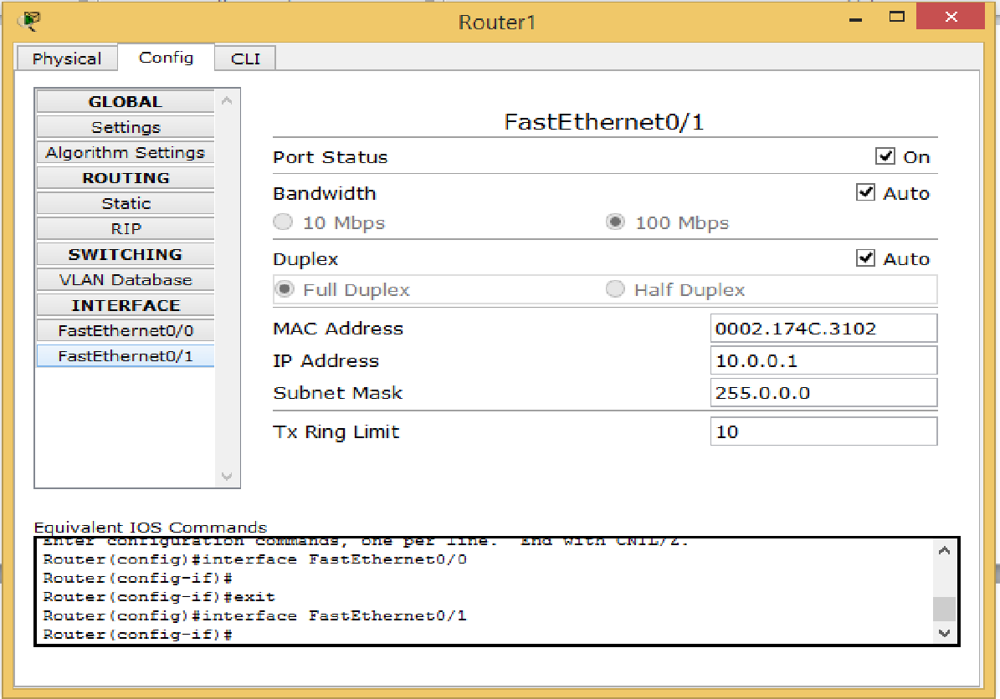 Router1
Physical
Config
CLI
GLOBAL
Settings
Algorithm Settings
ROUTING
Static
RIP
SWITCHING
VLAN Database
INTERFACE
FastEthernet0/0
FastEthernet0/1
FastEthernet0/1
Port Status On
Bandwidth Auto
10 Mbps 100 Mbps
Duplex Auto
Full Duplex Half Duplex
MAC Address 0002.174C.3102
IP Address 10.0.0.1
Subnet Mask 255.0.0.0
Tx Ring Limit 10
Equivalent IOS Commands
Enter configuration commands, one per line. End with CNTL/Z.
Router(config)#interface FastEthernet0/0
Router(config-if)#
Router(config-if)#exit
Router(config)#interface FastEthernet0/1
Router(config-if)#